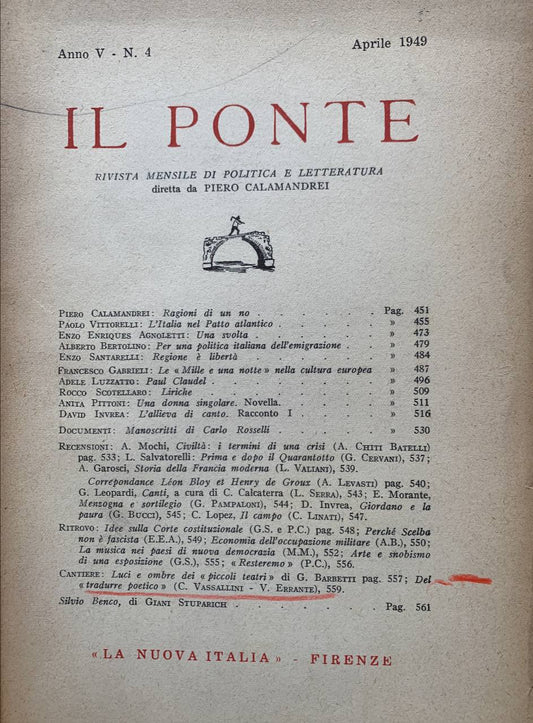 Anno V - N. 4
Aprile 1949
IL PONTE
RIVISTA MENSILE DI POLITICA E LETTERATURA
diretta da PIERO CALAMANDREI
PIERO CALAMANDREI: Ragioni di un no . . . . . . . . Pag. 451
PAOLO VITTORELLI: L'Italia nel Patto atlantico . . . . . » 455
ENZO ENRIQUES AGNOLETTI: Una svolta . . . . . . . » 473
ALBERTO BERTOLINO: Per una politica italiana dell'emigrazione . . » 479
ENZO SANTARELLI: Regione è libertà . . . . . . . . » 484
FRANCESCO GABRIELI: Le « Mille e una notte » nella cultura europea » 487
ADELE LUZZATTO: Paul Claudel . . . . . . . . . » 496
ROCCO SCOTELLARO: Liriche . . . . . . . . . . » 509
ANITA PITTONI: Una donna singolare. Novella. . . . . . » 511
DAVID INVREA: L'allieva di canto. Racconto I . . . . . . » 516
DOCUMENTI: Manoscritti di Carlo Rosselli . . . . . . . » 530
RECENSIONI: A. Mochi, Civiltà: i termini di una crisi (A. CHITI BATELLI)
pag. 533; L. Salvatorelli: Prima e dopo il Quarantotto (G. CERVANI), 537;
A. Garosci, Storia della Francia moderna (L. VALIANI), 539.
Correpondance Léon Bloy et Henry de Groux (A. LEVASTI) pag. 540;
G. Leopardi, Canti, a cura di C. Calcaterra (L. SERRA), 543; E. Morante,
Menzogna e sortilegio (G. PAMPALONI), 544; D. Invrea, Giordano e la
paura (G. BUCCI), 545; C. Lopez, Il campo (C. LINATI), 547.
RITROVO: Idee sulla Corte costituzionale (G.S. e P.C.) pag. 548; Perché Scelba
non è fascista (E.E.A.), 549; Economia dell'occupazione militare (A.B.), 550;
La musica nei paesi di nuova democrazia (M.M.), 552; Arte e snobismo
di una esposizione (G.S.), 555; « Resteremo » (P.C.), 556.
CANTIERE: Luci e ombre dei « piccoli teatri » di G. BARBETTI pag. 557; Del
« tradurre poetico » (C. VASSALLINI - V. ERRANTE), 559.
Silvio Benco, di GIANI STUPARICH . . . . . . . . . Pag. 561
« LA NUOVA ITALIA » - FIRENZE